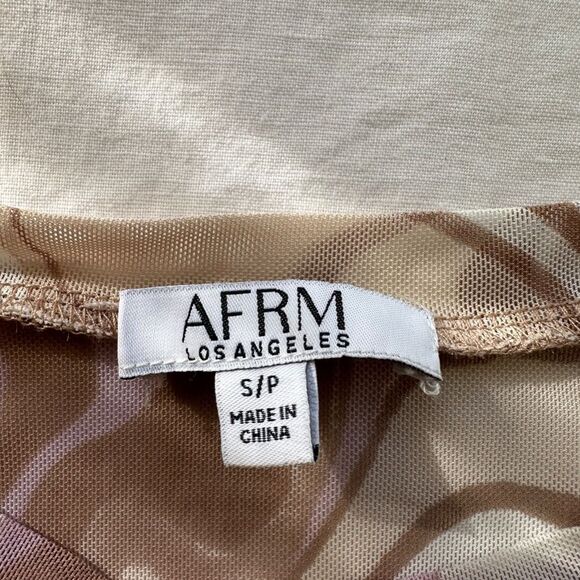 AFRM
LOS ANGELES
S/P
MADE IN
CHINA